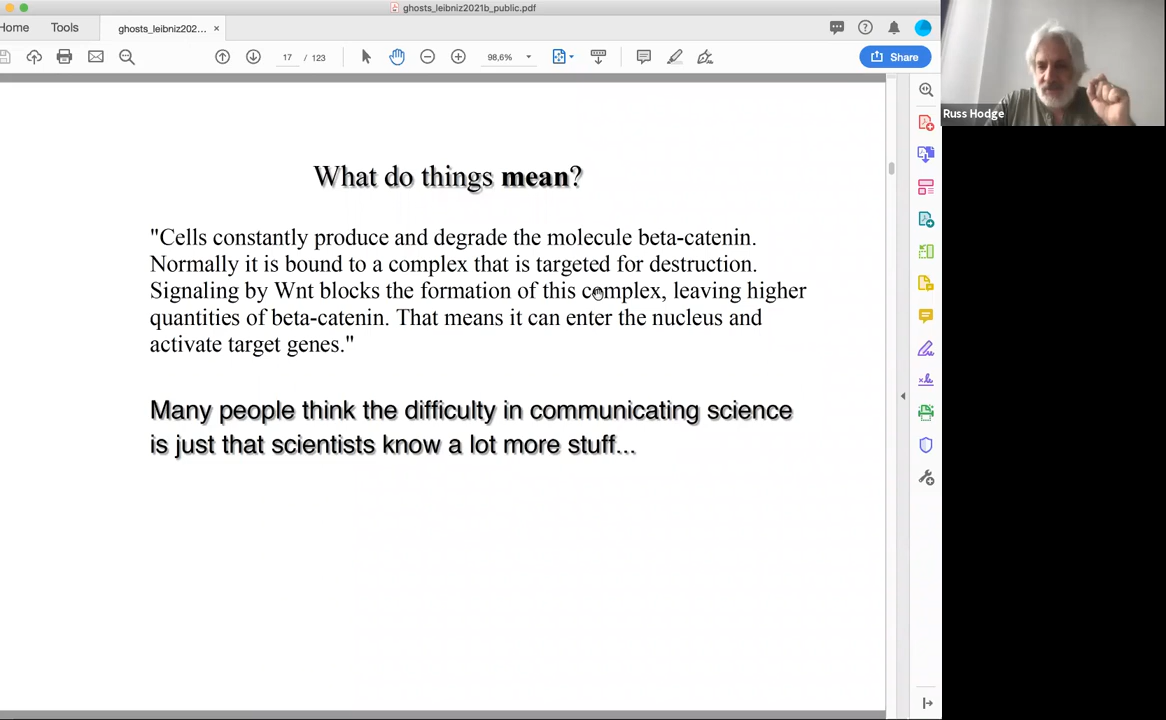 ghosts_leibniz2021b_public.pdf
Home
Tools
ghosts_leibniz202... ×
17 / 123
98,6%
Share
Russ Hodge
What do things mean?
"Cells constantly produce and degrade the molecule beta-catenin.
Normally it is bound to a complex that is targeted for destruction.
Signaling by Wnt blocks the formation of this complex, leaving higher
quantities of beta-catenin. That means it can enter the nucleus and
activate target genes."
Many people think the difficulty in communicating science
is just that scientists know a lot more stuff...